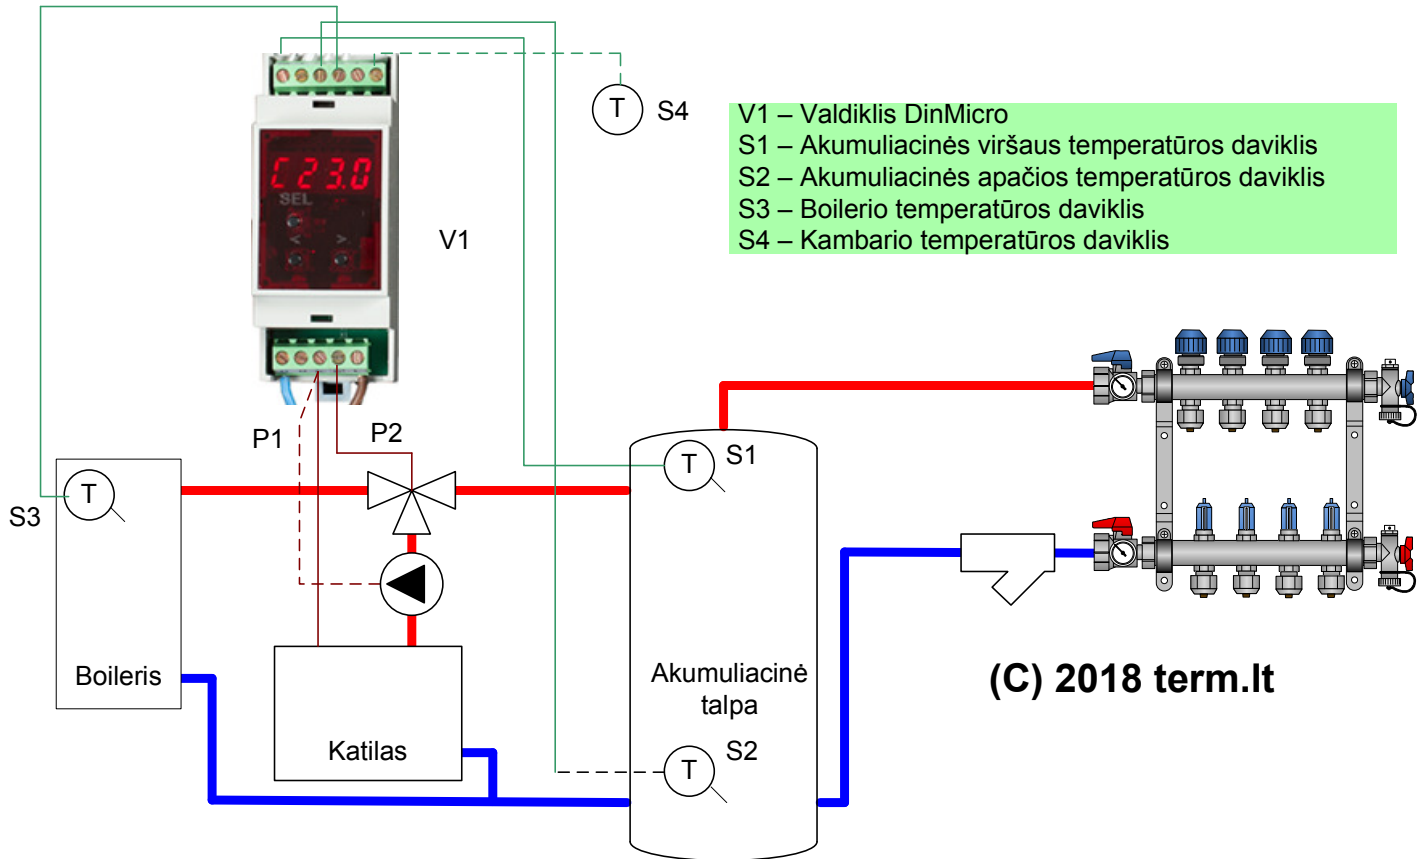 S4
V1 – Valdiklis DinMicro
S1 – Akumuliacinės viršaus temperatūros daviklis
S2 – Akumuliacinės apačios temperatūros daviklis
S3 – Boilerio temperatūros daviklis
S4 – Kambario temperatūros daviklis
T
C23.0
SEL
V1
P1
P2
S1
T
S3
T
Boileris
Katilas
Akumuliacinė
talpa
S2
T
(C) 2018 term.lt